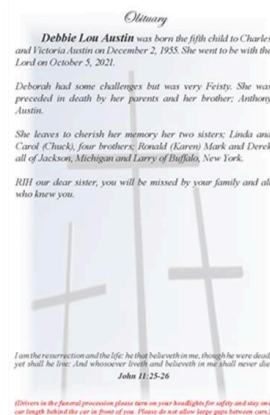 Obituary
Debbie Lou Austin was born the fifth child to Charles
and Victoria Austin on December 2, 1955. She went to be with the
Lord on October 5, 2021.
Deborah had some challenges but was very Feisty. She was
preceded in death by her parents and her brother; Anthony
Austin.
She leaves to cherish her memory her two sisters; Linda and
Carol (Chuck), four brothers; Ronald (Karen) Mark and Derek
all of Jackson, Michigan and Larry of Buffalo, New York.
RIH our dear sister, you will be missed by your family and all
who knew you.
I am the resurrection and the life: he that believeth in me, though he were dead,
yet shall he live: And whosoever liveth and believeth in me shall never die.
John 11:25-26
(Drivers in the funeral procession please turn on your headlights for safety and stay one
car length behind the car in front of you. Please do not allow large gaps between cars.)